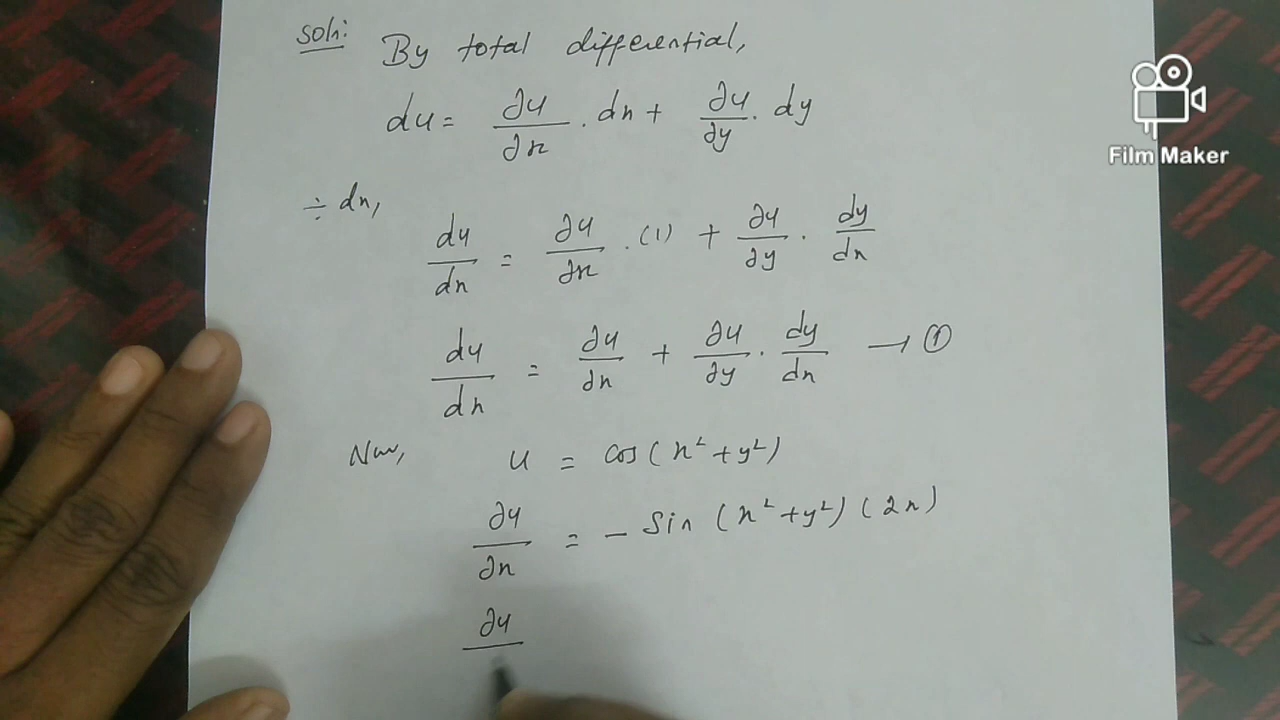 Soln: By total differential,
du = ∂u/∂x . dx + ∂u/∂y . dy
÷ dx,
du/dx = ∂u/∂x . (1) + ∂u/∂y . dy/dx
du/dx = ∂u/∂x + ∂u/∂y . dy/dx → ①
Now, u = cos(x² + y²)
∂u/∂x = - Sin (x² + y²) (2x)
∂u
Film Maker